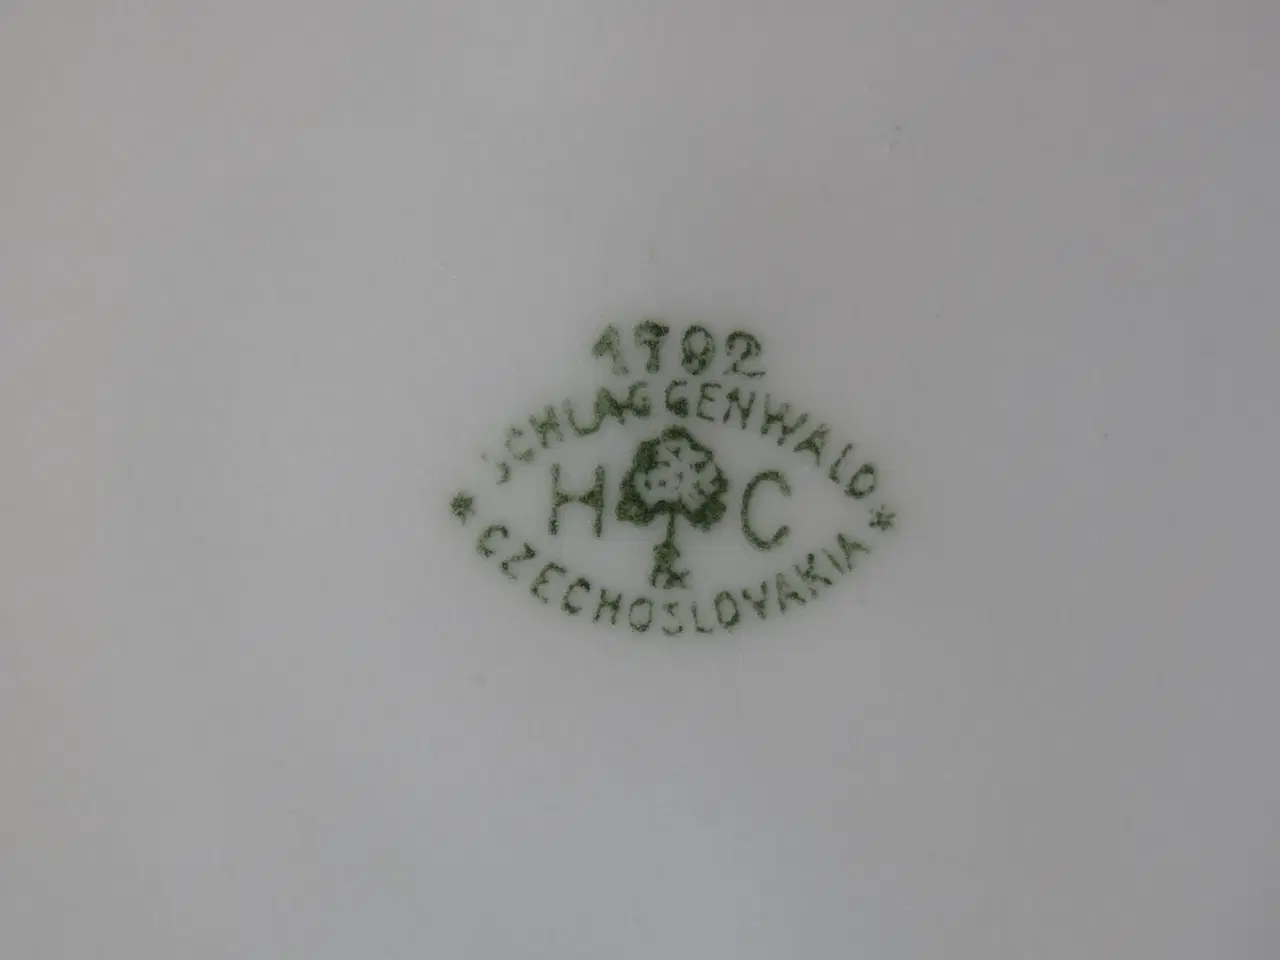 1792
SCHLAGGENWALD
H & C
* CZECHOSLOVAKIA *